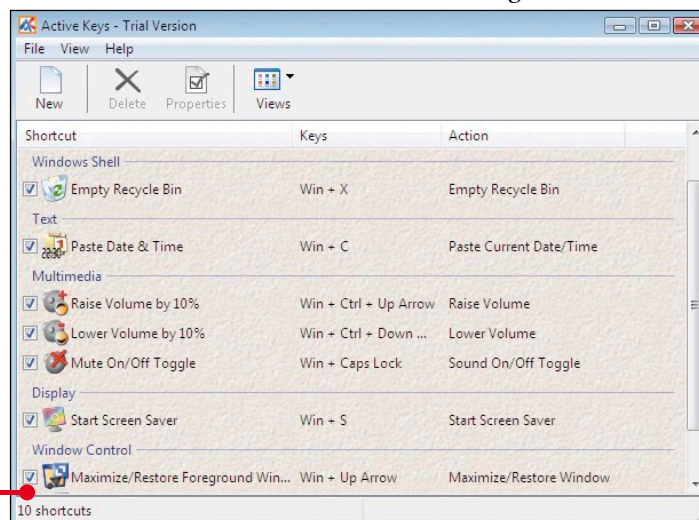 Active Keys - Trial Version
File View Help
New Delete Properties Views
Shortcut Keys Action
Windows Shell
Empty Recycle Bin Win + X Empty Recycle Bin
Text
Paste Date & Time Win + C Paste Current Date/Time
Multimedia
Raise Volume by 10% Win + Ctrl + Up Arrow Raise Volume
Lower Volume by 10% Win + Ctrl + Down ... Lower Volume
Mute On/Off Toggle Win + Caps Lock Sound On/Off Toggle
Display
Start Screen Saver Win + S Start Screen Saver
Window Control
Maximize/Restore Foreground Win... Win + Up Arrow Maximize/Restore Window
10 shortcuts